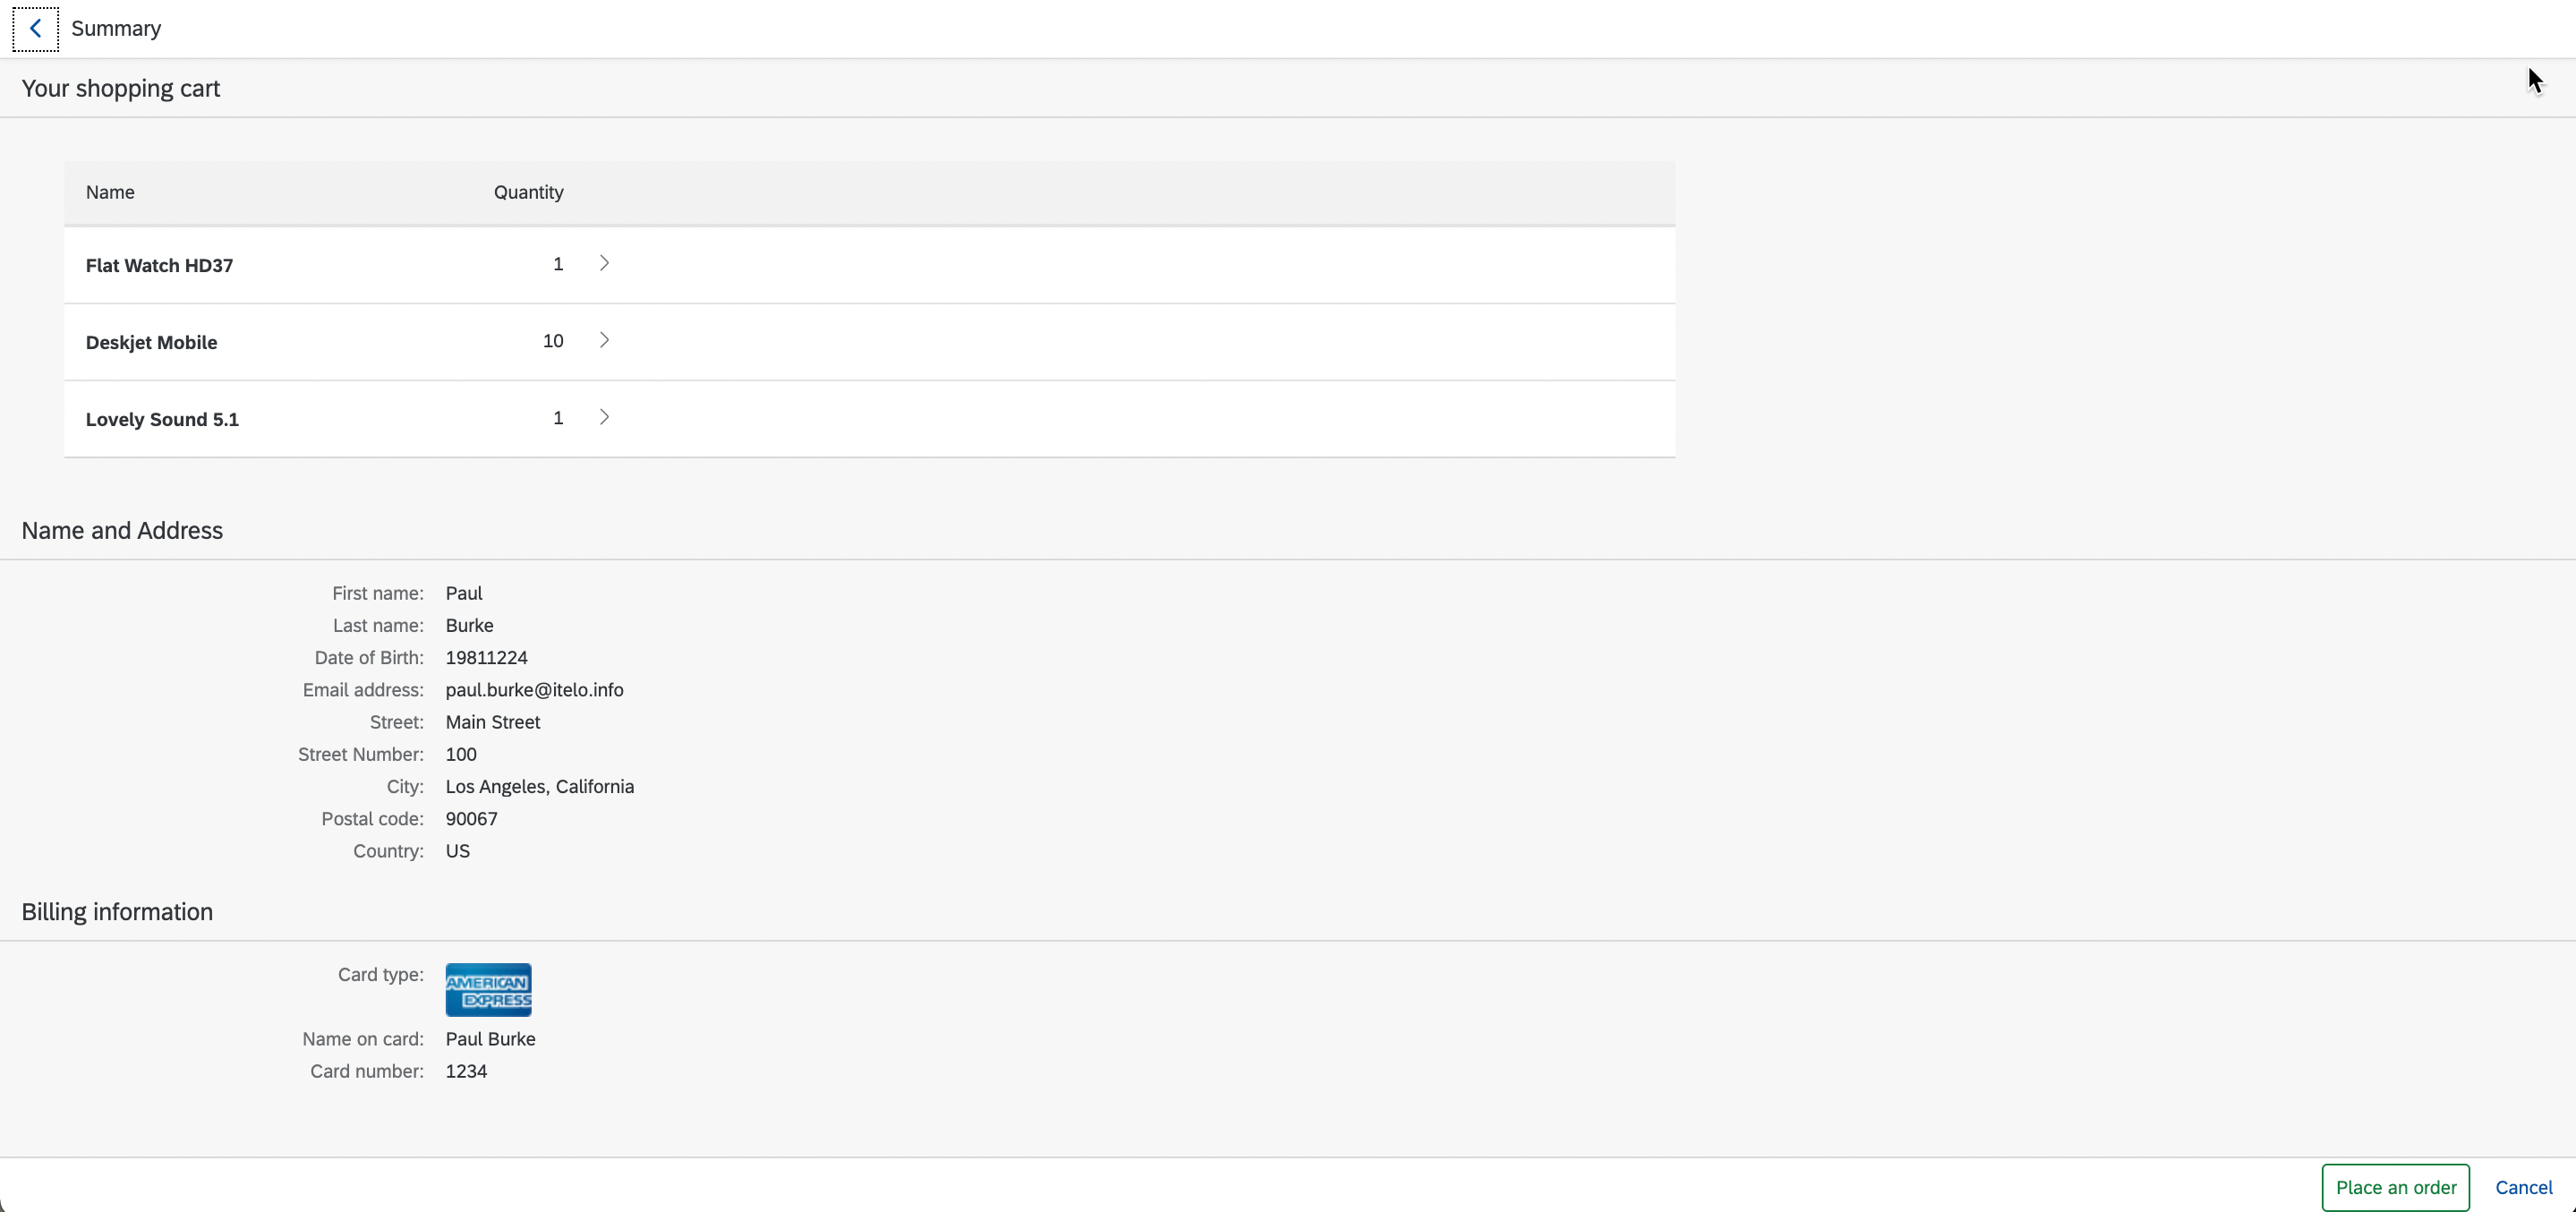 Summary
Your shopping cart
Name Quantity
Flat Watch HD37 1
Deskjet Mobile 10
Lovely Sound 5.1 1
Name and Address
First name: Paul
Last name: Burke
Date of Birth: 19811224
Email address: paul.burke@itelo.info
Street: Main Street
Street Number: 100
City: Los Angeles, California
Postal code: 90067
Country: US
Billing information
Card type: AMERICAN
EXPRESS
Name on card: Paul Burke
Card number: 1234
Place an order Cancel